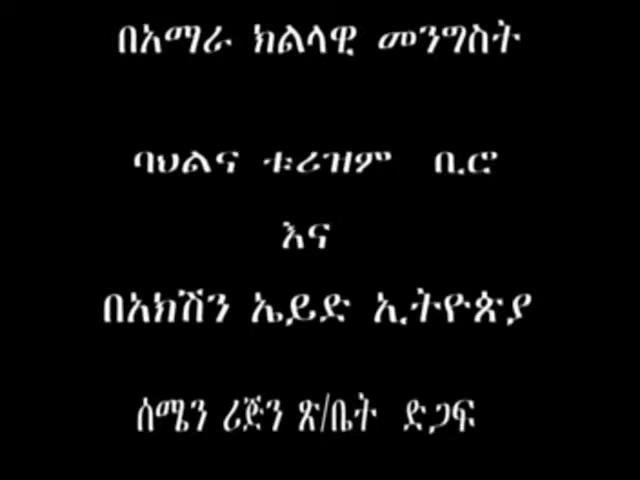 በአማራ ክልላዊ መንግስት
ባህልና ቱሪዝም ቢሮ
እና
በአክሽን ኤይድ ኢትዮጵያ
ሰሜን ሪጅን ጽ/ቤት ድጋፍ